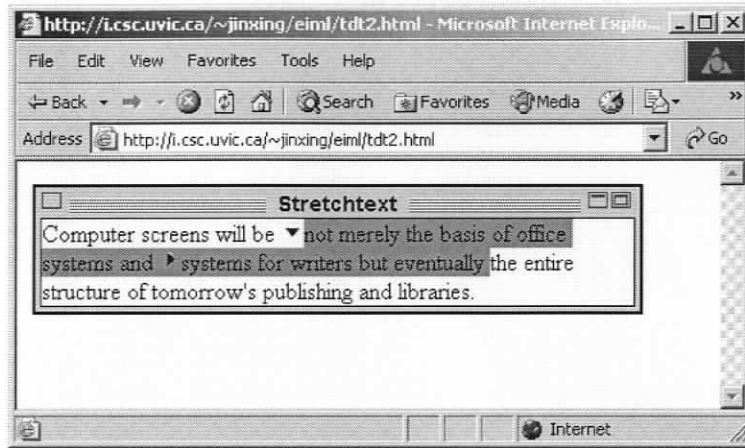 http://i.csc.uvic.ca/~jinxing/eiml/tdt2.html - Microsoft Internet Explo...
File Edit View Favorites Tools Help
Back Search Favorites Media »
Address http://i.csc.uvic.ca/~jinxing/eiml/tdt2.html Go
Stretchtext
Computer screens will be ▼not merely the basis of office
systems and ▶ systems for writers but eventually the entire
structure of tomorrow's publishing and libraries.
Internet